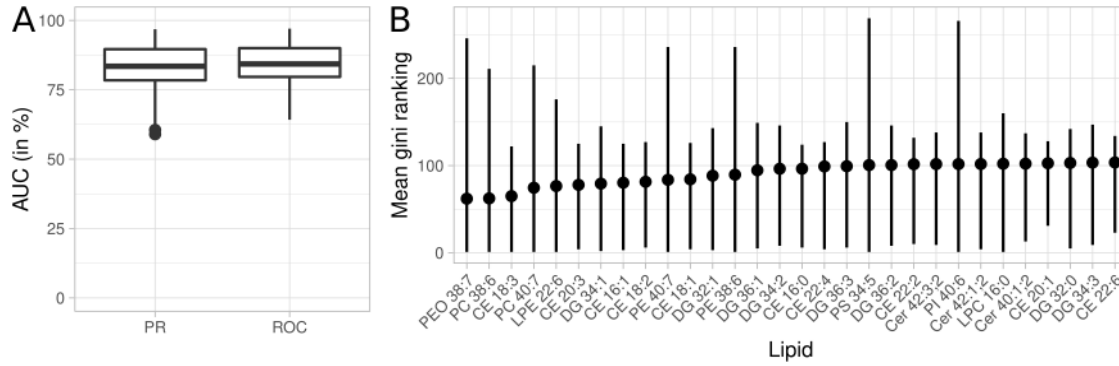 A
AUC (in %)
100
75
50
25
0
PR
ROC
B
Mean gini ranking
200
100
0
PEO 38:7
PC 38:6
CE 18:3
PC 40:7
LPE 22:6
CE 20:3
DG 34:1
CE 16:1
CE 18:2
PE 40:7
CE 18:1
DG 32:1
PE 38:6
DG 36:1
DG 34:2
CE 16:0
CE 22:4
DG 36:3
PS 34:5
DG 36:2
CE 22:2
Cer 42:3:2
PI 40:6
Cer 42:1:2
LPC 16:0
Cer 40:1:2
CE 20:1
DG 32:0
DG 34:3
CE 22:6
Lipid